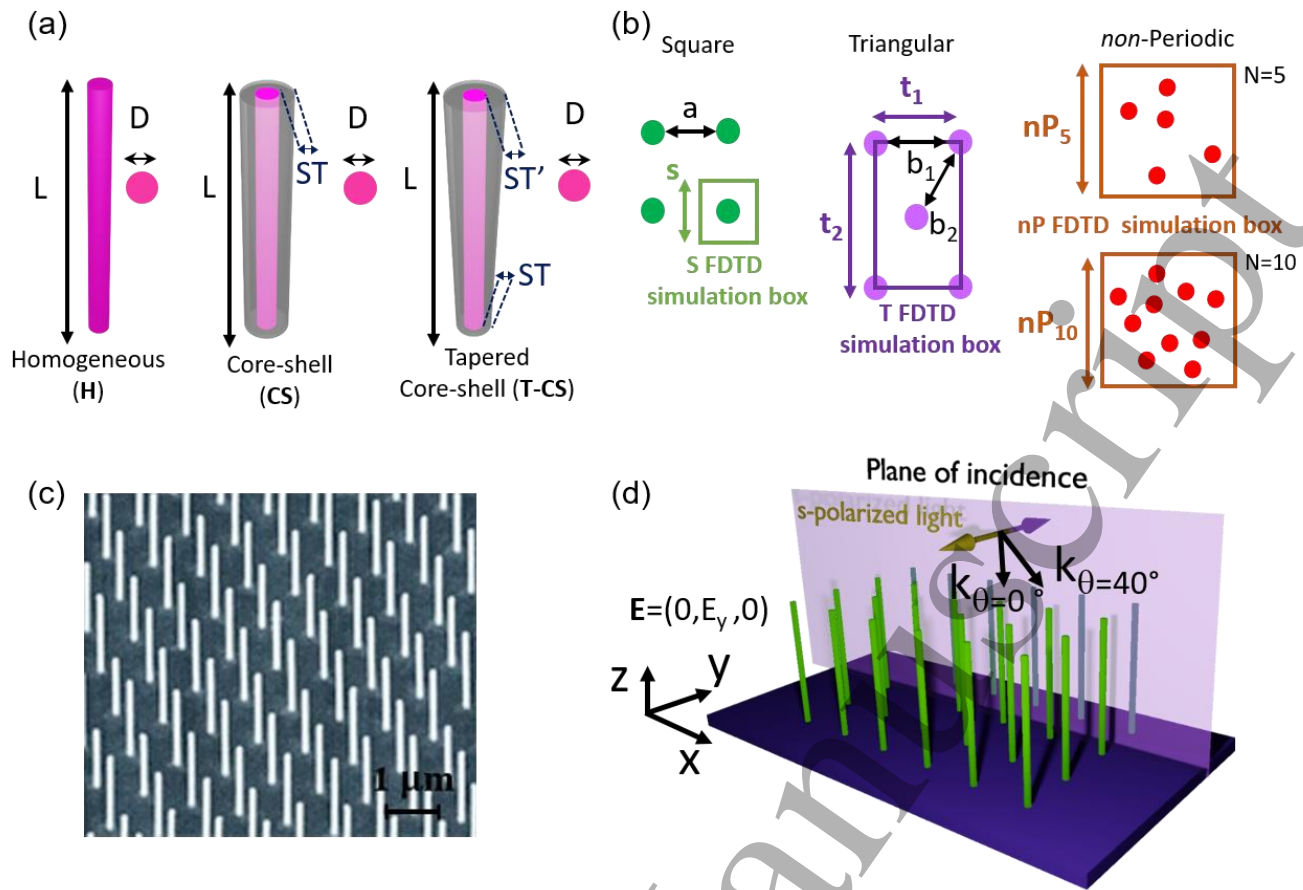 (a)
L
D
Homogeneous
(H)
L
D
ST
Core-shell
(CS)
L
D
ST’
ST
Tapered
Core-shell (T-CS)
(b)
Square
a
s
S FDTD
simulation box
Triangular
t1
b1
t2
b2
T FDTD
simulation box
non-Periodic
N=5
nP5
nP FDTD simulation box
N=10
nP10
(c)
1 μm
(d)
Plane of incidence
s-polarized light
kθ=0°
kθ=40°
E=(0,Ey,0)
z
y
x
anuscript